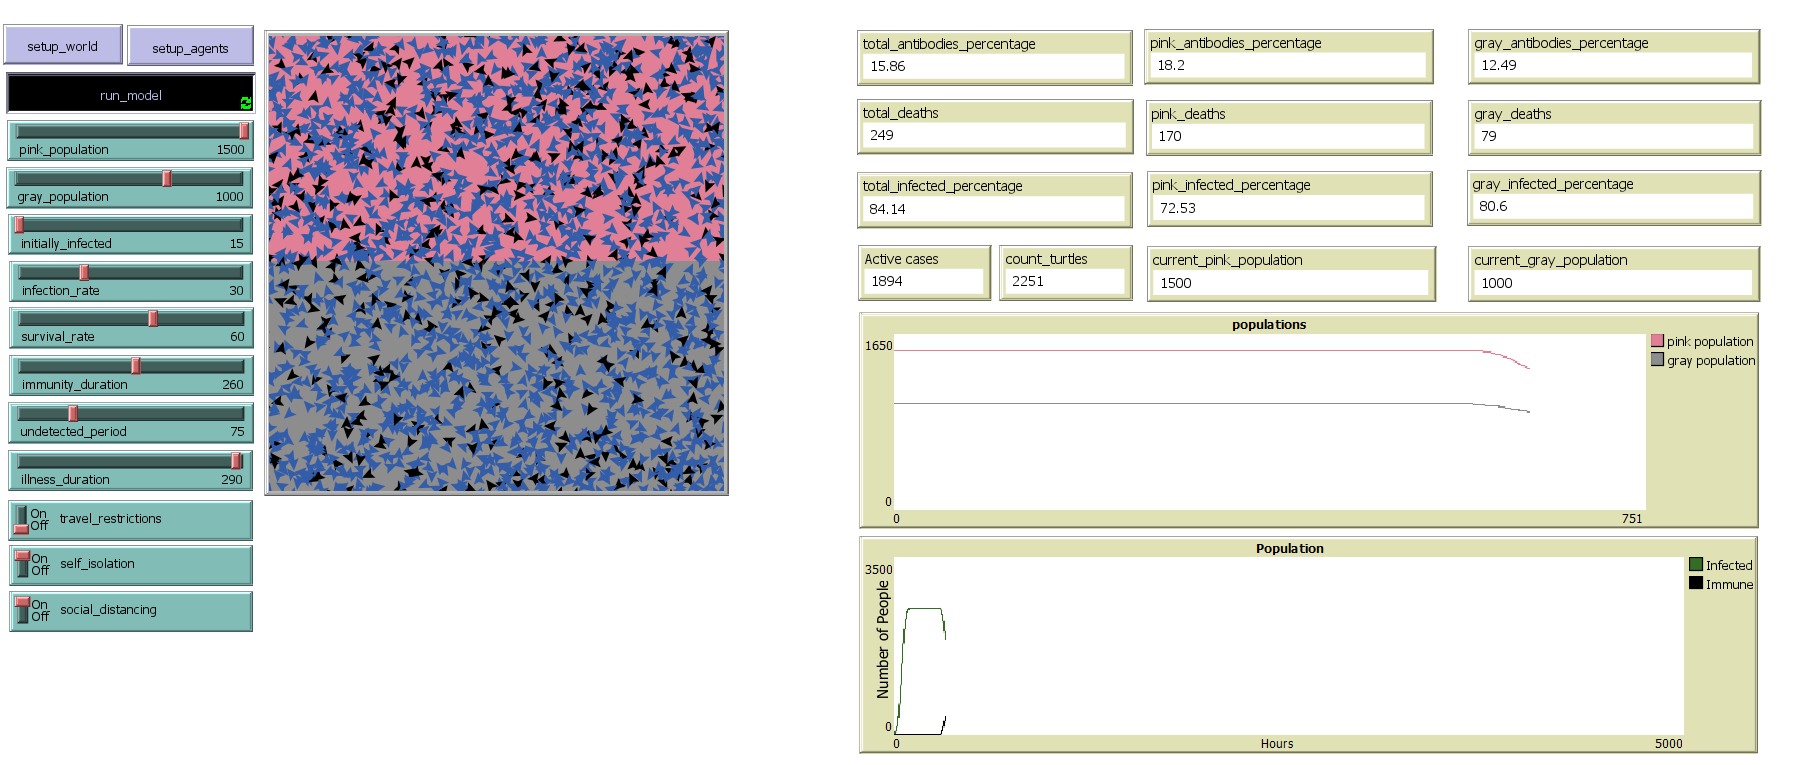 setup_world
setup_agents
run_model
pink_population 1500
gray_population 1000
initially_infected 15
infection_rate 30
survival_rate 60
immunity_duration 260
undetected_period 75
illness_duration 290
On
Off
travel_restrictions
On
Off
self_isolation
On
Off
social_distancing
total_antibodies_percentage
15.86
pink_antibodies_percentage
18.2
gray_antibodies_percentage
12.49
total_deaths
249
pink_deaths
170
gray_deaths
79
total_infected_percentage
84.14
pink_infected_percentage
72.53
gray_infected_percentage
80.6
Active cases
1894
count_turtles
2251
current_pink_population
1500
current_gray_population
1000
populations
1650
0
0
751
pink population
gray population
Population
3500
Number of People
0
0
Hours
5000
Infected
Immune